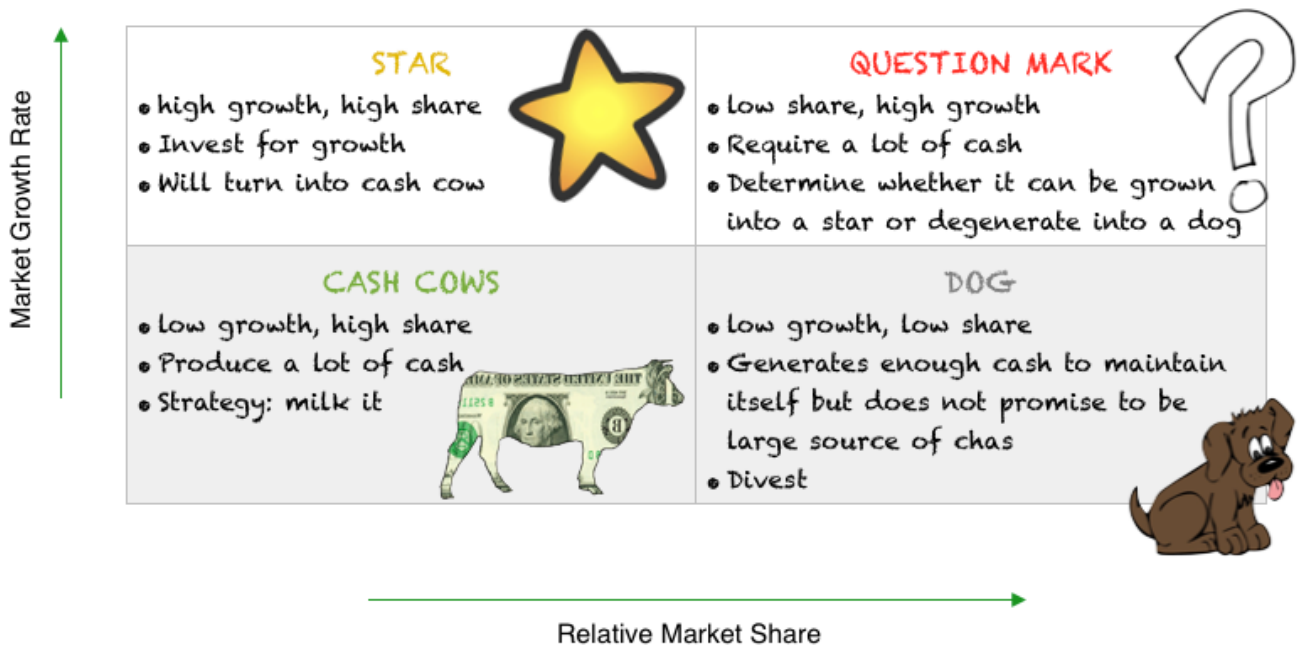 Market Growth Rate
STAR
• high growth, high share
• Invest for growth
• Will turn into cash cow
QUESTION MARK
• low share, high growth
• Require a lot of cash
• Determine whether it can be grown
into a star or degenerate into a dog
CASH COWS
• low growth, high share
• Produce a lot of cash
• Strategy: milk it
DOG
• low growth, low share
• Generates enough cash to maintain
itself but does not promise to be
large source of chas
• Divest
Relative Market Share